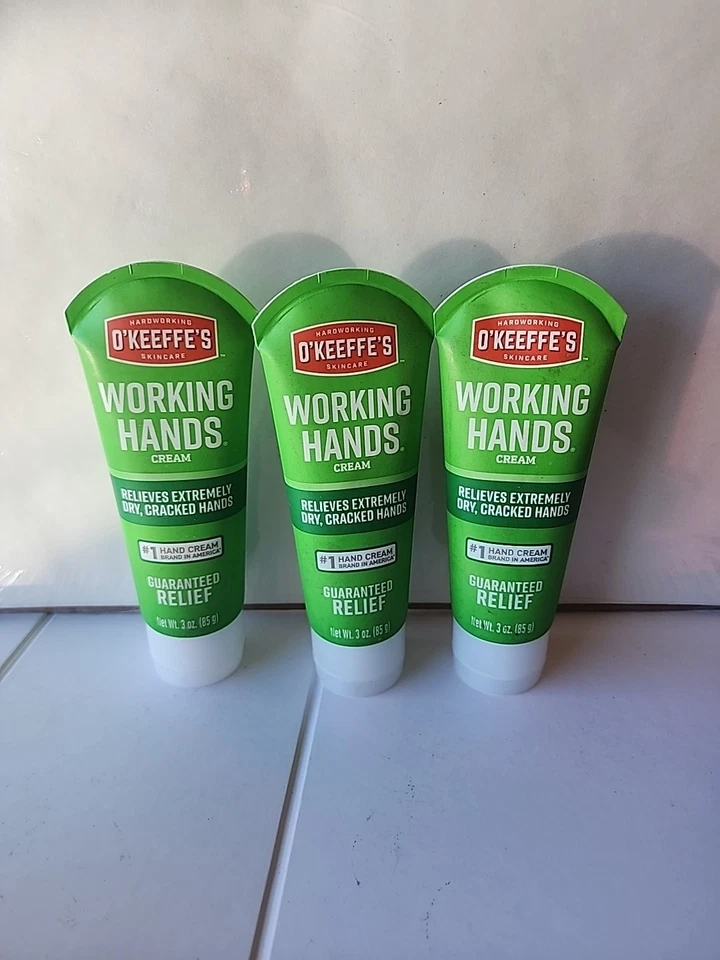 HARDWORKING
O'KEEFFE'S
SKINCARE
WORKING
HANDS®
CREAM
RELIEVES EXTREMELY
DRY, CRACKED HANDS
#1 HAND CREAM
BRAND IN AMERICA*
GUARANTEED
RELIEF
Net Wt. 3 oz. (85 g)
HARDWORKING
O'KEEFFE'S
SKINCARE
WORKING
HANDS®
CREAM
RELIEVES EXTREMELY
DRY, CRACKED HANDS
#1 HAND CREAM
BRAND IN AMERICA*
GUARANTEED
RELIEF
Net Wt. 3 oz. (85 g)
HARDWORKING
O'KEEFFE'S
SKINCARE
WORKING
HANDS®
CREAM
RELIEVES EXTREMELY
DRY, CRACKED HANDS
#1 HAND CREAM
BRAND IN AMERICA*
GUARANTEED
RELIEF
Net Wt. 3 oz. (85 g)